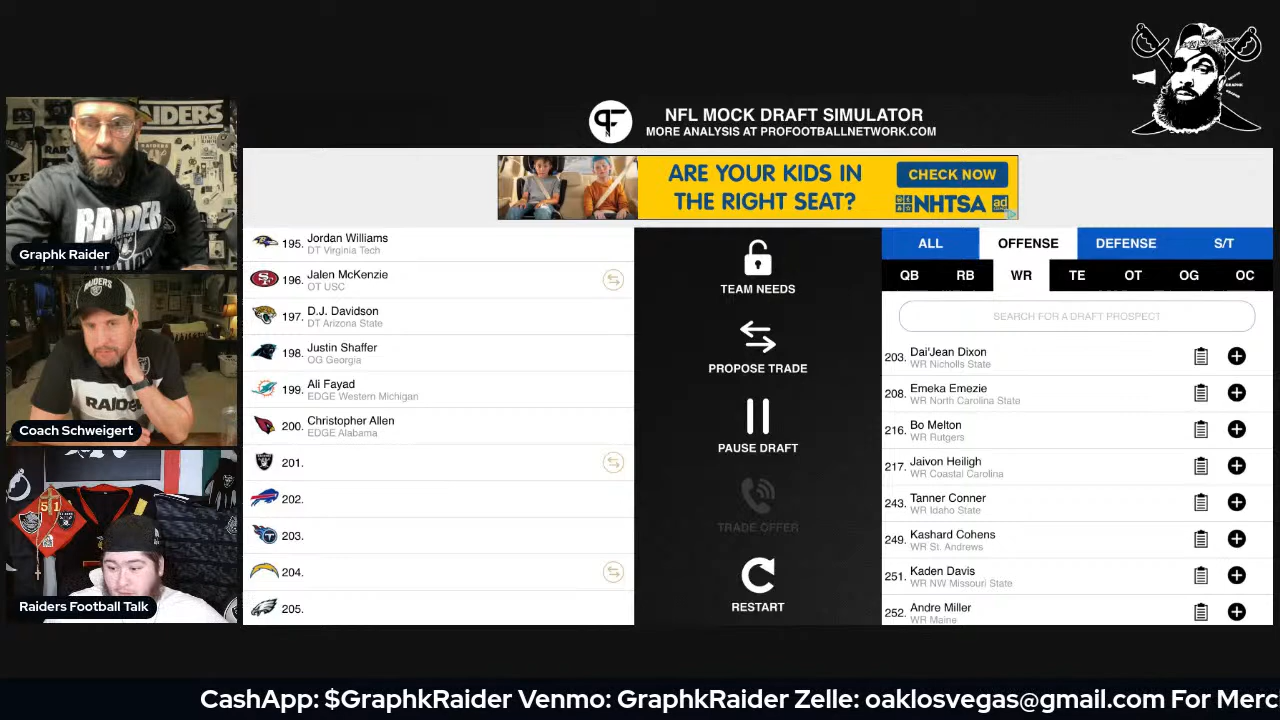 NFL MOCK DRAFT SIMULATOR
MORE ANALYSIS AT PROFOOTBALLNETWORK.COM
ARE YOUR KIDS IN
THE RIGHT SEAT?
CHECK NOW
NHTSA
ad
RAIDERS
RAIDER
Graphk Raider
RAIDERS
RAIDE
Coach Schweigert
Raiders Football Talk
195. Jordan Williams
DT Virginia Tech
196. Jalen McKenzie
OT USC
197. D.J. Davidson
DT Arizona State
198. Justin Shaffer
OG Georgia
199. Ali Fayad
EDGE Western Michigan
200. Christopher Allen
EDGE Alabama
201.
202.
203.
204.
205.
TEAM NEEDS
PROPOSE TRADE
PAUSE DRAFT
TRADE OFFER
RESTART
ALL OFFENSE DEFENSE S/T
QB RB WR TE OT OG OC
SEARCH FOR A DRAFT PROSPECT
203. Dai'Jean Dixon
WR Nicholls State
208. Emeka Emezie
WR North Carolina State
216. Bo Melton
WR Rutgers
217. Jaivon Heiligh
WR Coastal Carolina
243. Tanner Conner
WR Idaho State
249. Kashard Cohens
WR St. Andrews
251. Kaden Davis
WR NW Missouri State
252. Andre Miller
WR Maine
CashApp: $GraphkRaider Venmo: GraphkRaider Zelle: oaklosvegas@gmail.com For Merc